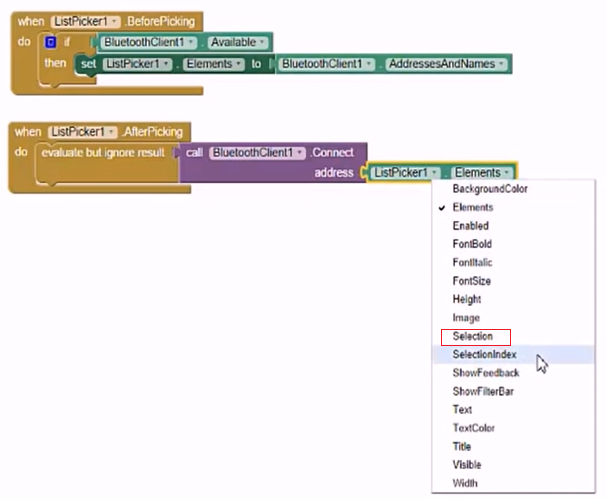 when ListPicker1 .BeforePicking
do if BluetoothClient1 . Available
then set ListPicker1 . Elements to BluetoothClient1 . AddressesAndNames
when ListPicker1 .AfterPicking
do evaluate but ignore result call BluetoothClient1 .Connect
address ListPicker1 . Elements
BackgroundColor
Elements
Enabled
FontBold
FontItalic
FontSize
Height
Image
Selection
SelectionIndex
ShowFeedback
ShowFilterBar
Text
TextColor
Title
Visible
Width